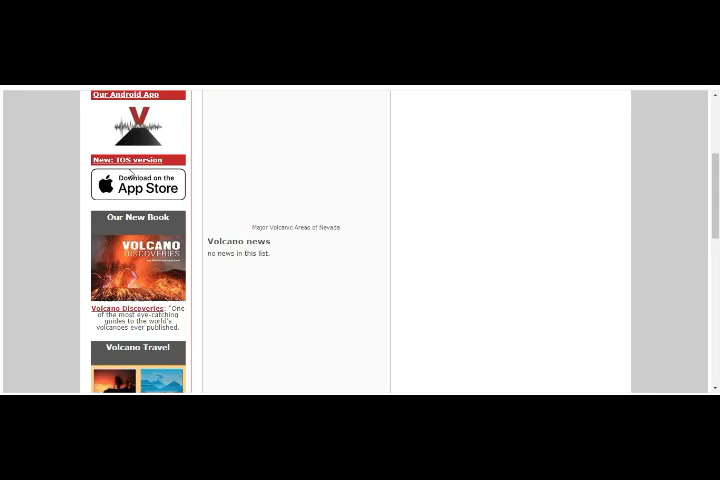 Our Android App
V
New: IOS version
Download on the
App Store
Our New Book
VOLCANO
DISCOVERIES
Volcano Discoveries: "One
of the most eye-catching
guides to the world's
volcanoes ever published.
Volcano Travel
Major Volcanic Areas of Nevada
Volcano news
no news in this list.